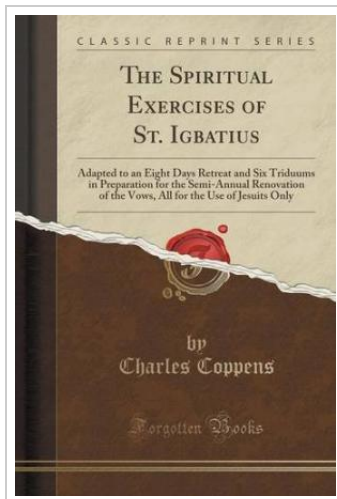 CLASSIC REPRINT SERIES
THE SPIRITUAL
EXERCISES OF
ST. IGBATIUS
Adapted to an Eight Days Retreat and Six Triduums
in Preparation for the Semi-Annual Renovation
of the Vows, All for the Use of Jesuits Only
by
Charles Coppens
Forgotten Books